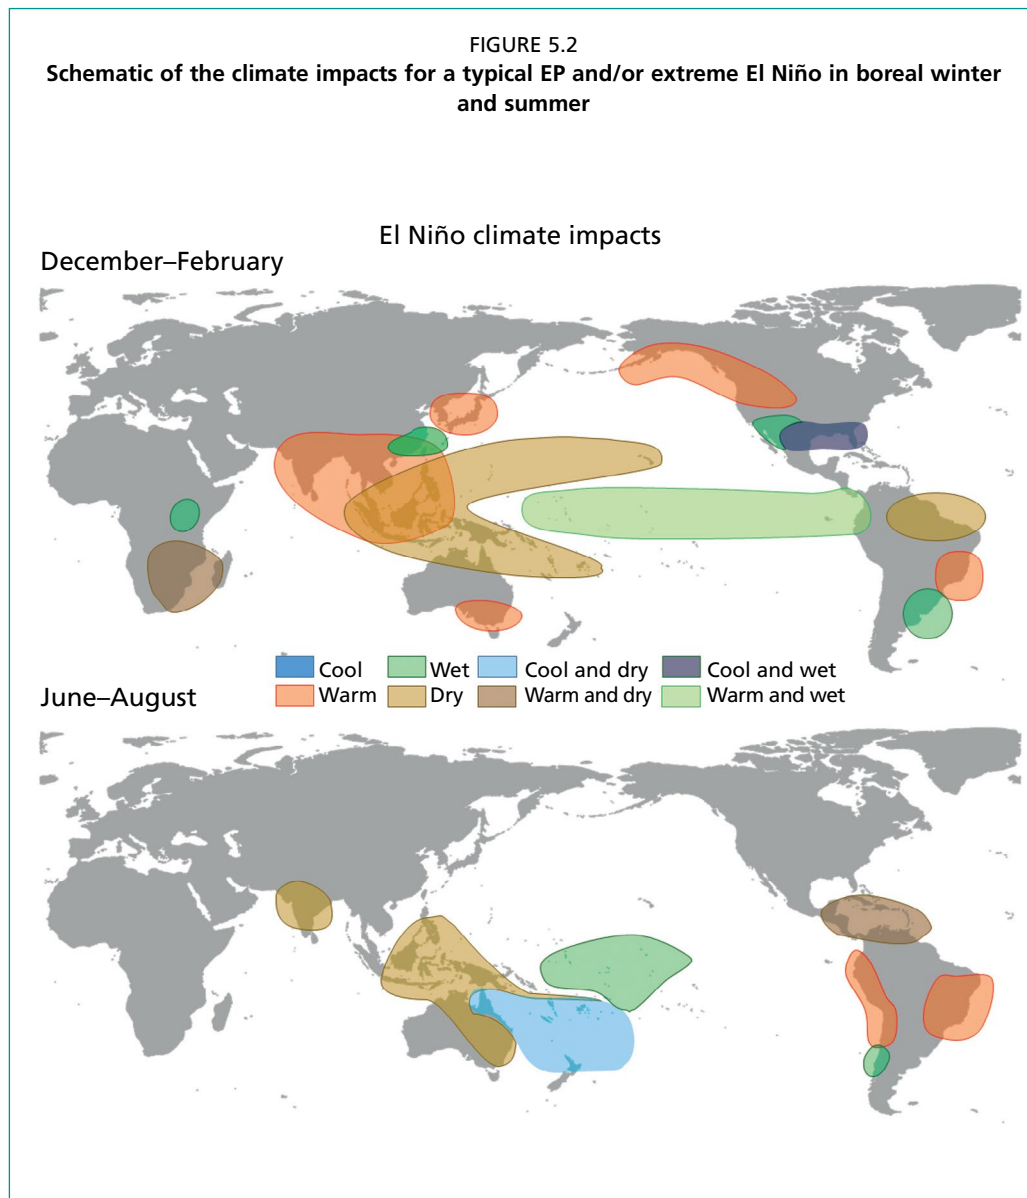 FIGURE 5.2
Schematic of the climate impacts for a typical EP and/or extreme El Niño in boreal winter
and summer
El Niño climate impacts
December–February
Cool Wet Cool and dry Cool and wet
Warm Dry Warm and dry Warm and wet
June–August